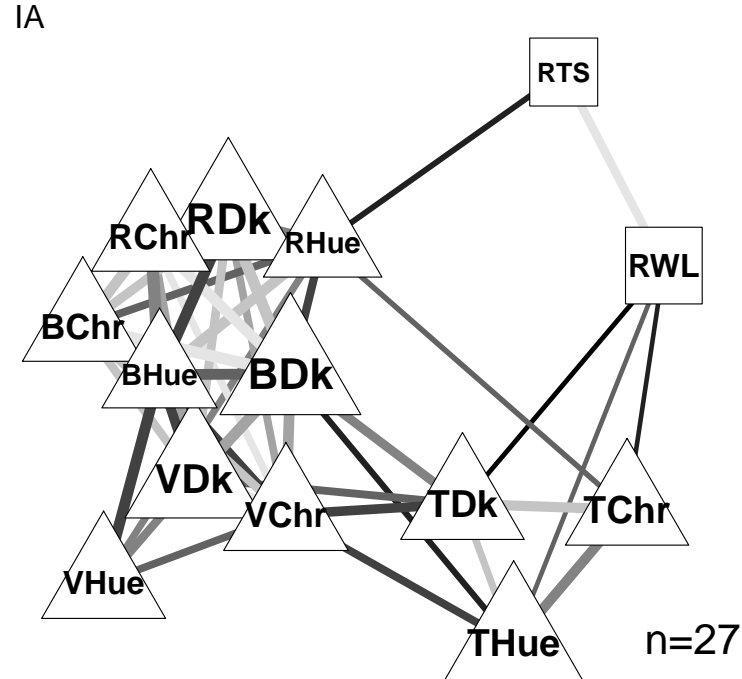 IA
RTS
RDk
RChr
RHue
RWL
BChr
BHue
BDk
VDk
VChr
TDk
TChr
VHue
THue
n=27